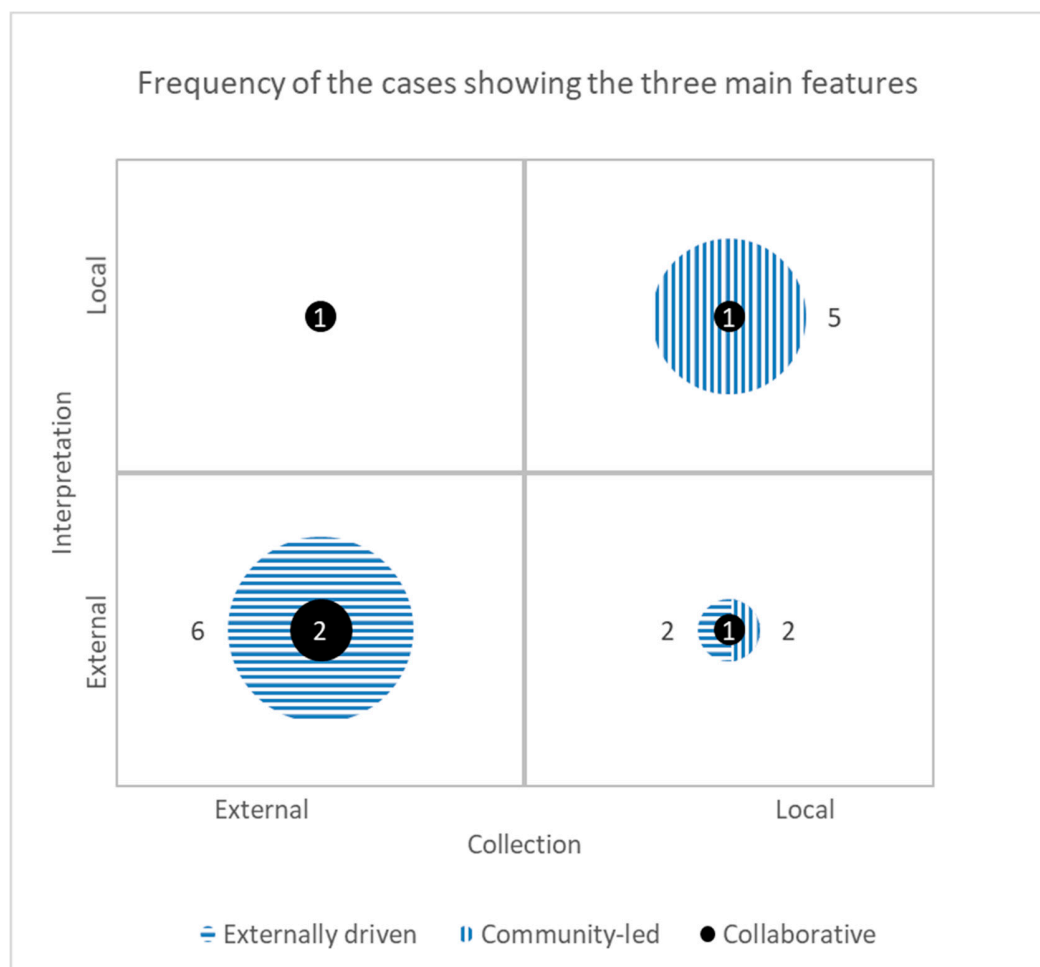 Frequency of the cases showing the three main features
Local
1
1
5
Interpretation
External
6
2
2
1
2
External
Local
Collection
Externally driven
Community-led
Collaborative